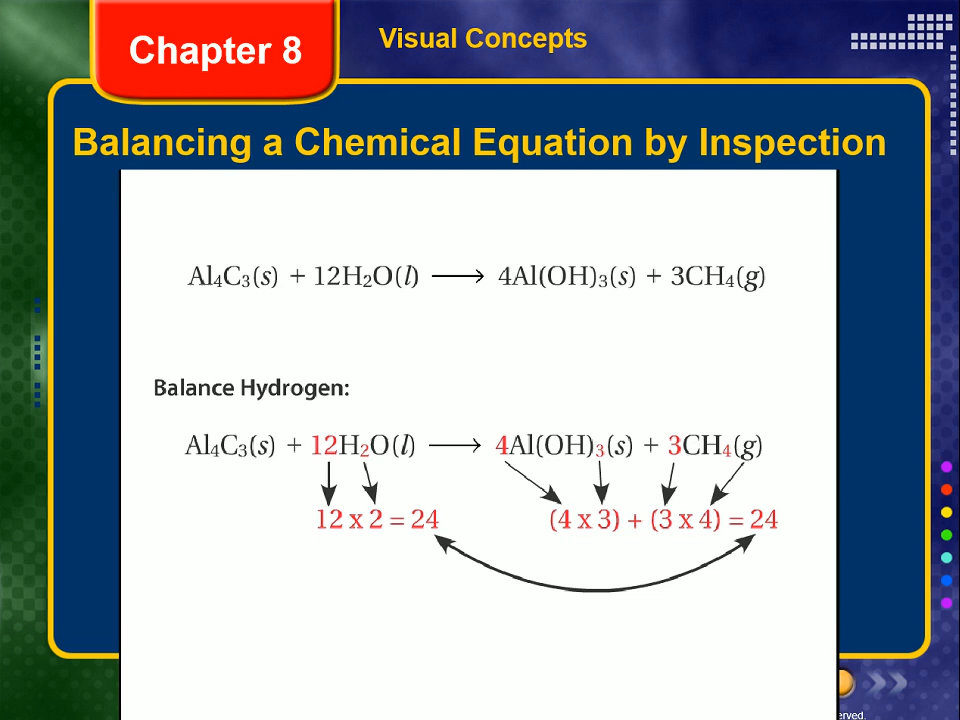 Chapter 8
Visual Concepts
Balancing a Chemical Equation by Inspection
Al₄C₃(s) + 12H₂O(l) ⟶ 4Al(OH)₃(s) + 3CH₄(g)
Balance Hydrogen:
Al₄C₃(s) + 12H₂O(l) ⟶ 4Al(OH)₃(s) + 3CH₄(g)
12 x 2 = 24 (4 x 3) + (3 x 4) = 24